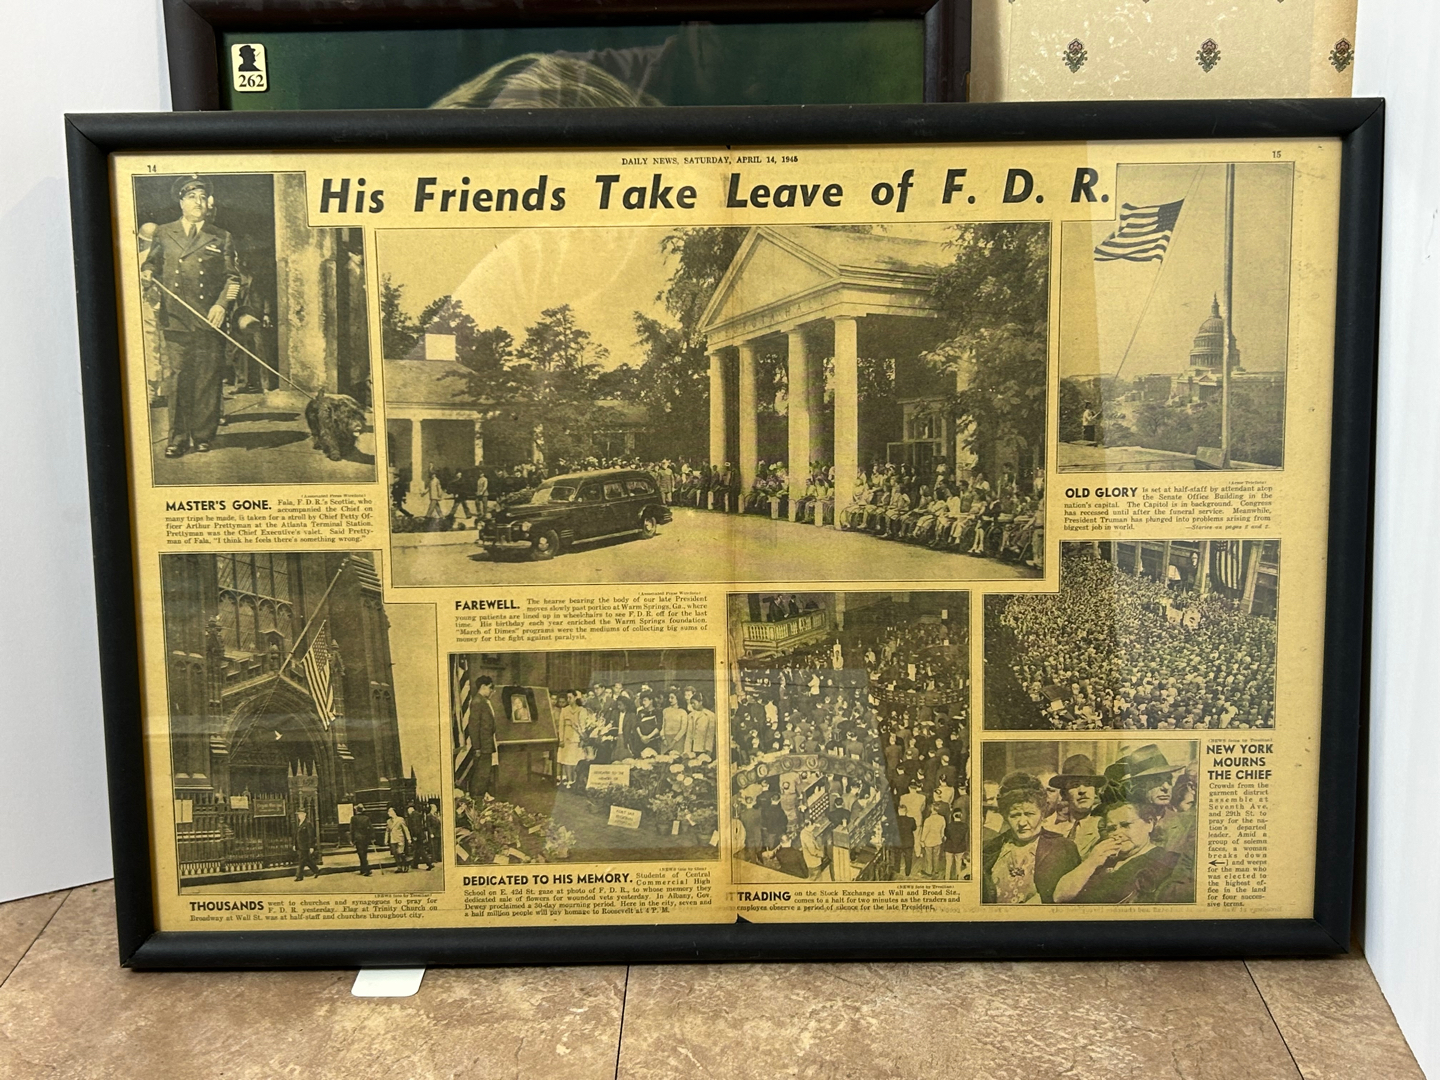 262
14
DAILY NEWS, SATURDAY, APRIL 14, 1945
15
His Friends Take Leave of F. D. R.
(Associated Press Wirefoto)
MASTER'S GONE. Fala, F.D.R.'s Scottie, who
accompanied the Chief on
many trips he made, is taken for a stroll by Chief Petty Of-
ficer Arthur Prettyman at the Atlanta Terminal Station.
Prettyman was the Chief Executive's valet. Said Pretty-
man of Fala, "I think he feels there's something wrong."
OLD GLORY is set at half-staff by attendant atop
the Senate Office Building in the
nation's capital. The Capitol is in background. Congress
has recessed until after the funeral service. Meanwhile,
President Truman has plunged into problems arising from
biggest job in world.
—Stories on pages 2 and 3.
(Associated Press Wirefoto)
FAREWELL. The hearse bearing the body of our late President
moves slowly past portico at Warm Springs, Ga., where
young patients are lined up in wheelchairs to see F.D.R. off for the last
time. His birthday each year enriched the Warm Springs foundation.
"March of Dimes" programs were the mediums of collecting big sums of
money for the fight against paralysis.
THOUSANDS went to churches and synagogues to pray for
F.D.R. yesterday. Flag at Trinity Church on
Broadway at Wall St. was at half-staff and churches throughout city.
DEDICATED TO HIS MEMORY. Students of Central
Commercial High
School on E. 42d St. gaze at photo of F.D.R., to whose memory they
dedicated sale of flowers for wounded vets yesterday. In Albany, Gov.
Dewey proclaimed a 30-day mourning period. Here in the city, seven and
a half million people will pay homage to Roosevelt at 4 P. M.
TRADING on the Stock Exchange at Wall and Broad Sts.,
comes to a halt for two minutes as the traders and
employes observe a period of silence for the late President.
NEW YORK
MOURNS
THE CHIEF
Crowds from the
garment district
assemble at
Seventh Ave.
and 29th St. to
pray for the na-
tion's departed
leader. Amid a
group of solemn
faces, a woman
breaks down
and weeps
for the man
who was
elected to
the highest of-
fice in the land
for four succes-
sive terms.